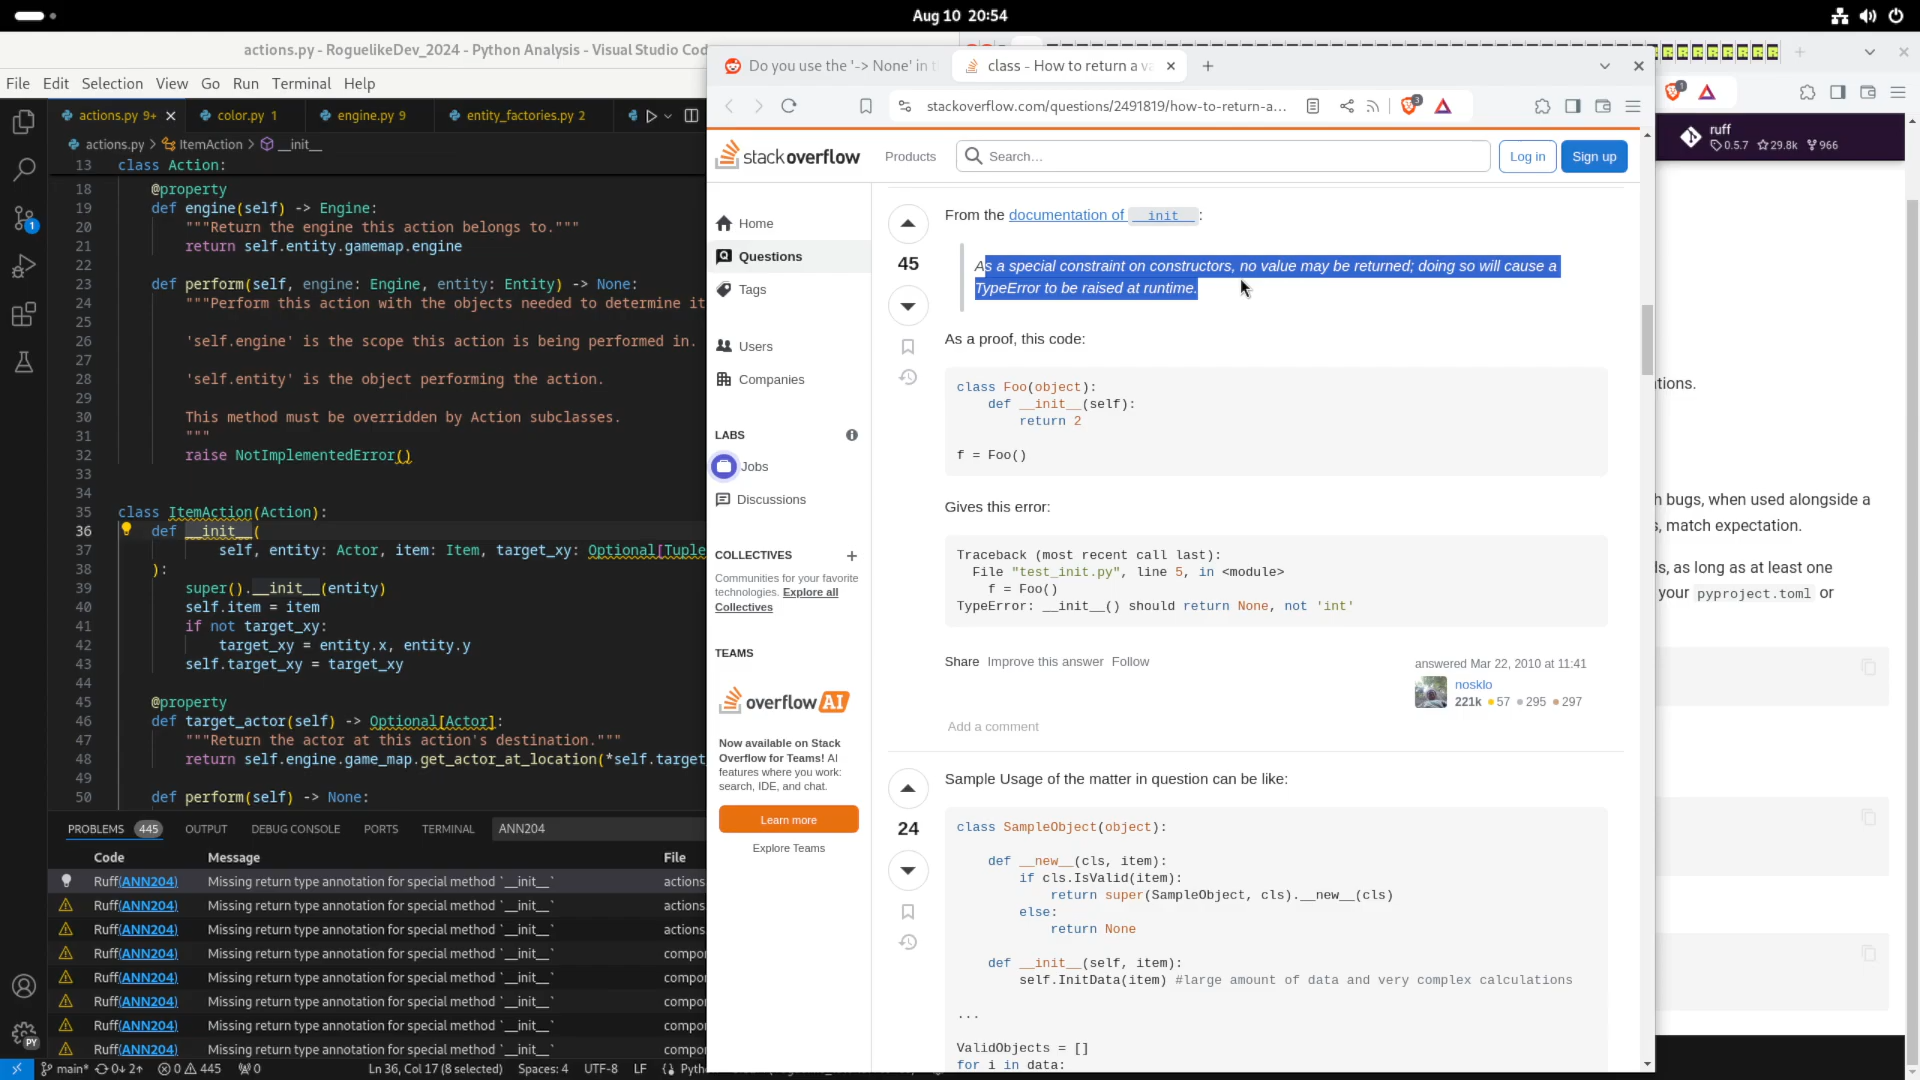 Aug 10 20:54
actions.py - RoguelikeDev_2024 - Python Analysis - Visual Studio Cod
File Edit Selection View Go Run Terminal Help
actions.py 9+
color.py 1
engine.py 9
entity_factories.py 2
actions.py > ItemAction > __init__
13 class Action:
18 @property
19 def engine(self) -> Engine:
20 """Return the engine this action belongs to."""
21 return self.entity.gamemap.engine
22
23 def perform(self, engine: Engine, entity: Entity) -> None:
24 """Perform this action with the objects needed to determine it
25
26 'self.engine' is the scope this action is being performed in.
27
28 'self.entity' is the object performing the action.
29
30 This method must be overridden by Action subclasses.
31 """
32 raise NotImplementedError()
33
34
35 class ItemAction(Action):
36 def __init__(
37 self, entity: Actor, item: Item, target_xy: Optional[Tuple
38 ):
39 super().__init__(entity)
40 self.item = item
41 if not target_xy:
42 target_xy = entity.x, entity.y
43 self.target_xy = target_xy
44
45 @property
46 def target_actor(self) -> Optional[Actor]:
47 """Return the actor at this action's destination."""
48 return self.engine.game_map.get_actor_at_location(*self.target
49
50 def perform(self) -> None:
PROBLEMS 445 OUTPUT DEBUG CONSOLE PORTS TERMINAL ANN204
Code Message File
Ruff(ANN204) Missing return type annotation for special method `__init__` actions
Ruff(ANN204) Missing return type annotation for special method `__init__` actions
Ruff(ANN204) Missing return type annotation for special method `__init__` actions
Ruff(ANN204) Missing return type annotation for special method `__init__` compor
Ruff(ANN204) Missing return type annotation for special method `__init__` compor
Ruff(ANN204) Missing return type annotation for special method `__init__` compor
Ruff(ANN204) Missing return type annotation for special method `__init__` compor
Ruff(ANN204) Missing return type annotation for special method `__init__` compor
main* 0↓ 2↑ 0 445 0 Ln 36, Col 17 (8 selected) Spaces: 4 UTF-8 LF Pyth
1
PY
Do you use the '-> None' in t
class - How to return a va
stackoverflow.com/questions/2491819/how-to-return-a...
3
stackoverflow
Products
Search...
Log in
Sign up
Home
Questions
Tags
Users
Companies
LABS
Jobs
Discussions
COLLECTIVES
Communities for your favorite
technologies. Explore all
Collectives
TEAMS
overflow AI
Now available on Stack
Overflow for Teams! AI
features where you work:
search, IDE, and chat.
Learn more
Explore Teams
From the documentation of __init__:
45
As a special constraint on constructors, no value may be returned; doing so will cause a
TypeError to be raised at runtime.
As a proof, this code:
class Foo(object):
def __init__(self):
return 2
f = Foo()
Gives this error:
Traceback (most recent call last):
File "test_init.py", line 5, in <module>
f = Foo()
TypeError: __init__() should return None, not 'int'
Share Improve this answer Follow
answered Mar 22, 2010 at 11:41
nosklo
221k 57 295 297
Add a comment
Sample Usage of the matter in question can be like:
24
class SampleObject(object):
def __new__(cls, item):
if cls.IsValid(item):
return super(SampleObject, cls).__new__(cls)
else:
return None
def __init__(self, item):
self.InitData(item) #large amount of data and very complex calculations
...
ValidObjects = []
for i in data:
1
ruff
0.5.7 29.8k 966
tions.
h bugs, when used alongside a
s, match expectation.
ds, as long as at least one
your pyproject.toml or